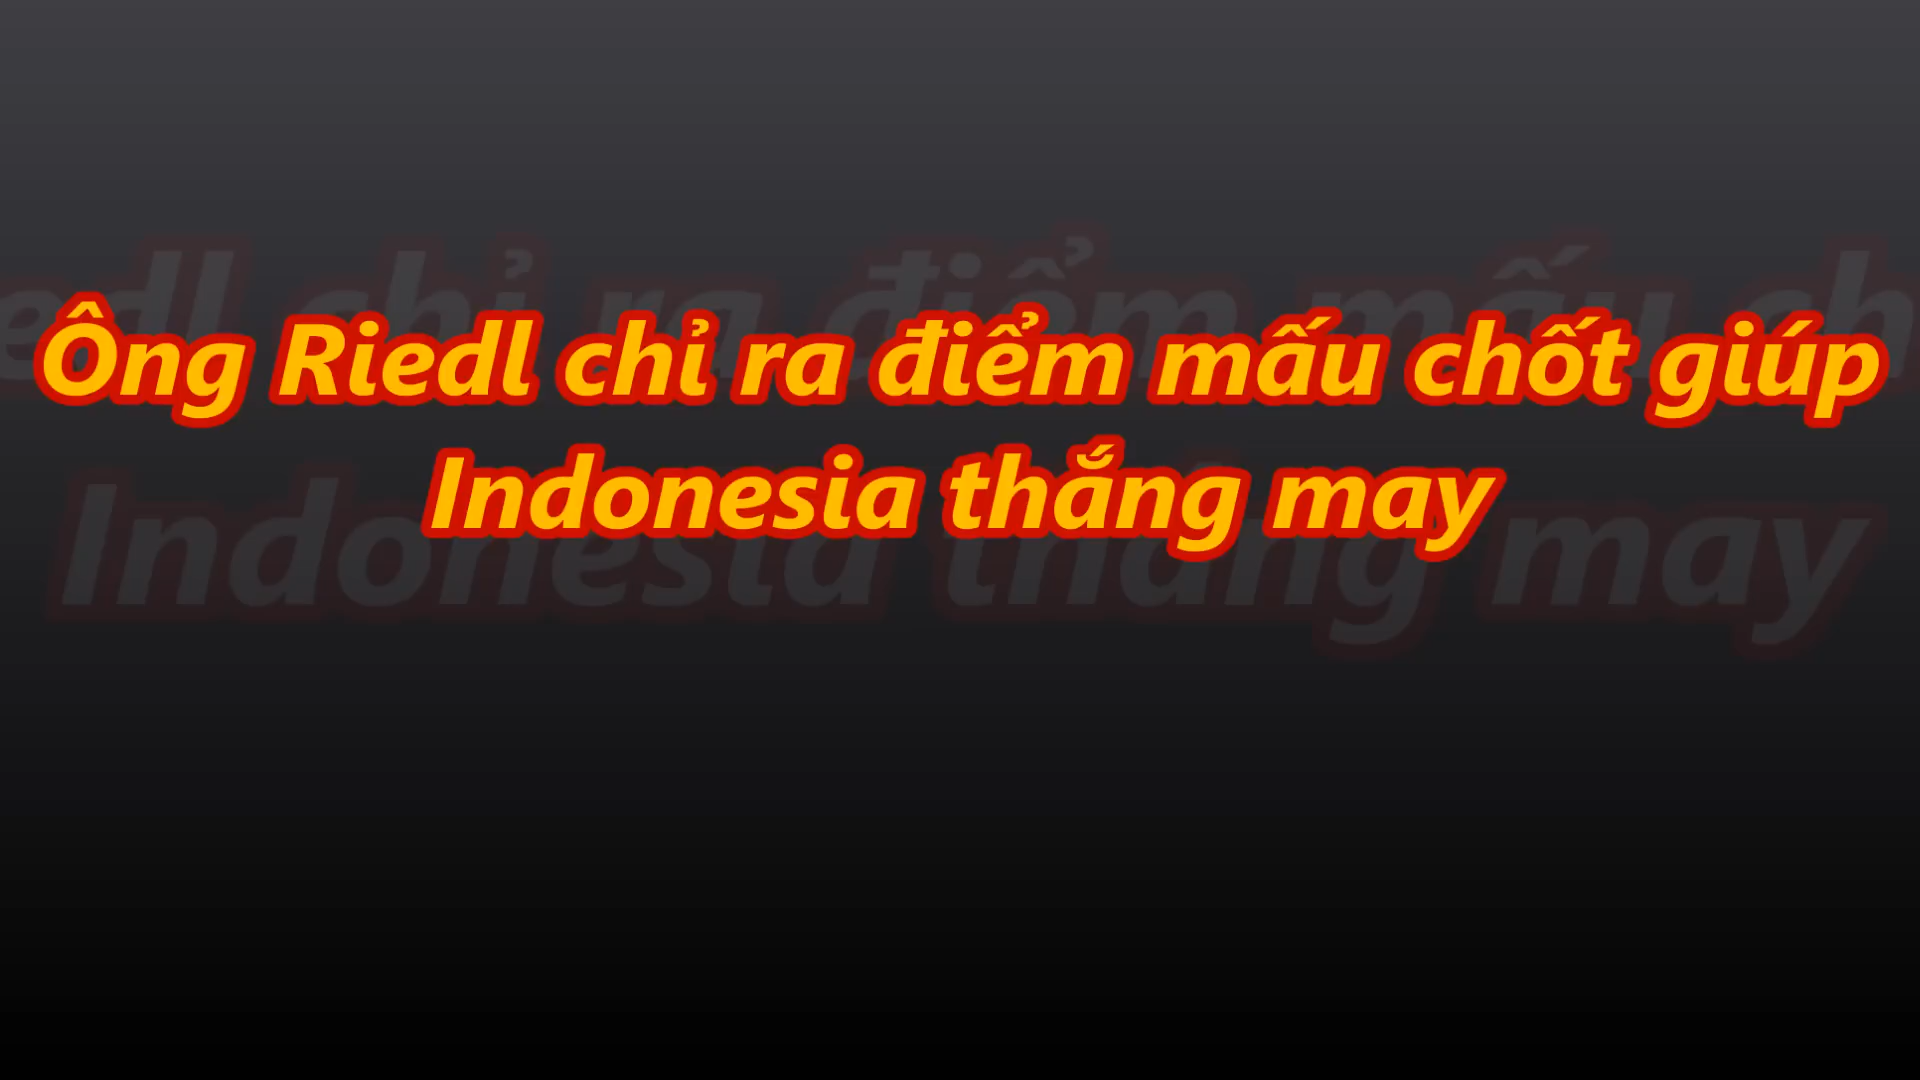 Ông Riedl chỉ ra điểm mấu chốt giúp
Indonesia thắng may